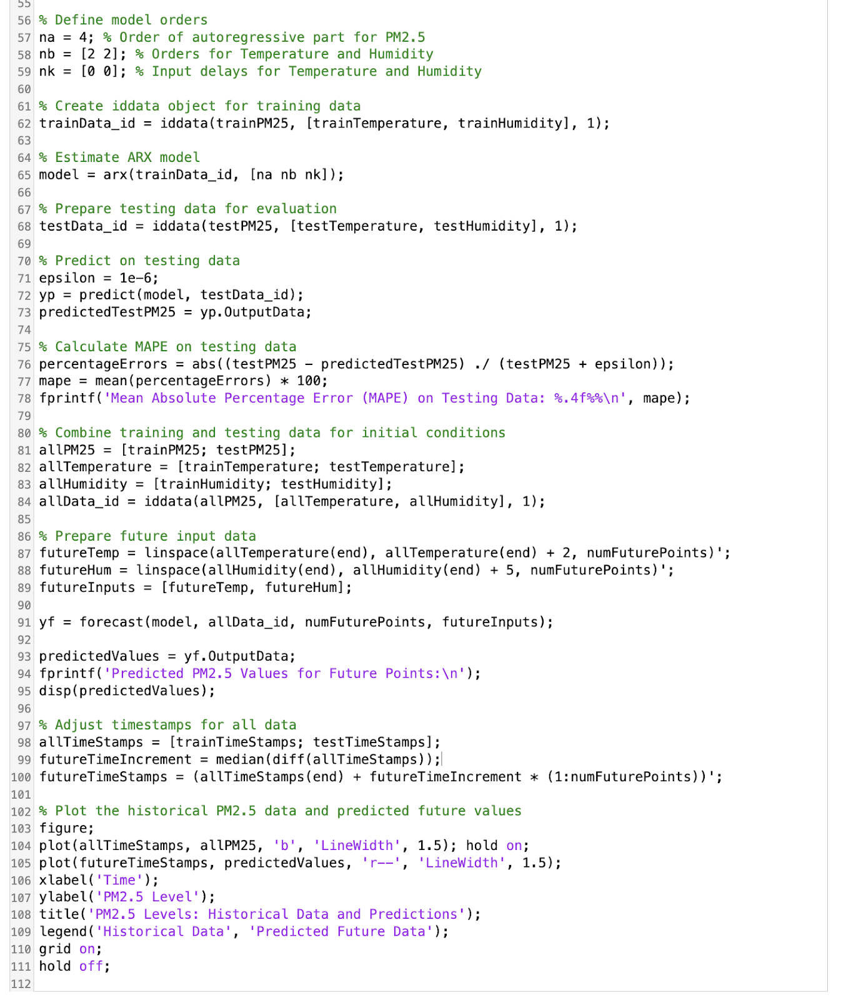 55
56 % Define model orders
57 na = 4; % Order of autoregressive part for PM2.5
58 nb = [2 2]; % Orders for Temperature and Humidity
59 nk = [0 0]; % Input delays for Temperature and Humidity
60
61 % Create iddata object for training data
62 trainData_id = iddata(trainPM25, [trainTemperature, trainHumidity], 1);
63
64 % Estimate ARX model
65 model = arx(trainData_id, [na nb nk]);
66
67 % Prepare testing data for evaluation
68 testData_id = iddata(testPM25, [testTemperature, testHumidity], 1);
69
70 % Predict on testing data
71 epsilon = 1e-6;
72 yp = predict(model, testData_id);
73 predictedTestPM25 = yp.OutputData;
74
75 % Calculate MAPE on testing data
76 percentageErrors = abs((testPM25 - predictedTestPM25) ./ (testPM25 + epsilon));
77 mape = mean(percentageErrors) * 100;
78 fprintf('Mean Absolute Percentage Error (MAPE) on Testing Data: %.4f%%\n', mape);
79
80 % Combine training and testing data for initial conditions
81 allPM25 = [trainPM25; testPM25];
82 allTemperature = [trainTemperature; testTemperature];
83 allHumidity = [trainHumidity; testHumidity];
84 allData_id = iddata(allPM25, [allTemperature, allHumidity], 1);
85
86 % Prepare future input data
87 futureTemp = linspace(allTemperature(end), allTemperature(end) + 2, numFuturePoints)';
88 futureHum = linspace(allHumidity(end), allHumidity(end) + 5, numFuturePoints)';
89 futureInputs = [futureTemp, futureHum];
90
91 yf = forecast(model, allData_id, numFuturePoints, futureInputs);
92
93 predictedValues = yf.OutputData;
94 fprintf('Predicted PM2.5 Values for Future Points:\n');
95 disp(predictedValues);
96
97 % Adjust timestamps for all data
98 allTimeStamps = [trainTimeStamps; testTimeStamps];
99 futureTimeIncrement = median(diff(allTimeStamps));
100 futureTimeStamps = (allTimeStamps(end) + futureTimeIncrement * (1:numFuturePoints))';
101
102 % Plot the historical PM2.5 data and predicted future values
103 figure;
104 plot(allTimeStamps, allPM25, 'b', 'LineWidth', 1.5); hold on;
105 plot(futureTimeStamps, predictedValues, 'r--', 'LineWidth', 1.5);
106 xlabel('Time');
107 ylabel('PM2.5 Level');
108 title('PM2.5 Levels: Historical Data and Predictions');
109 legend('Historical Data', 'Predicted Future Data');
110 grid on;
111 hold off;
112